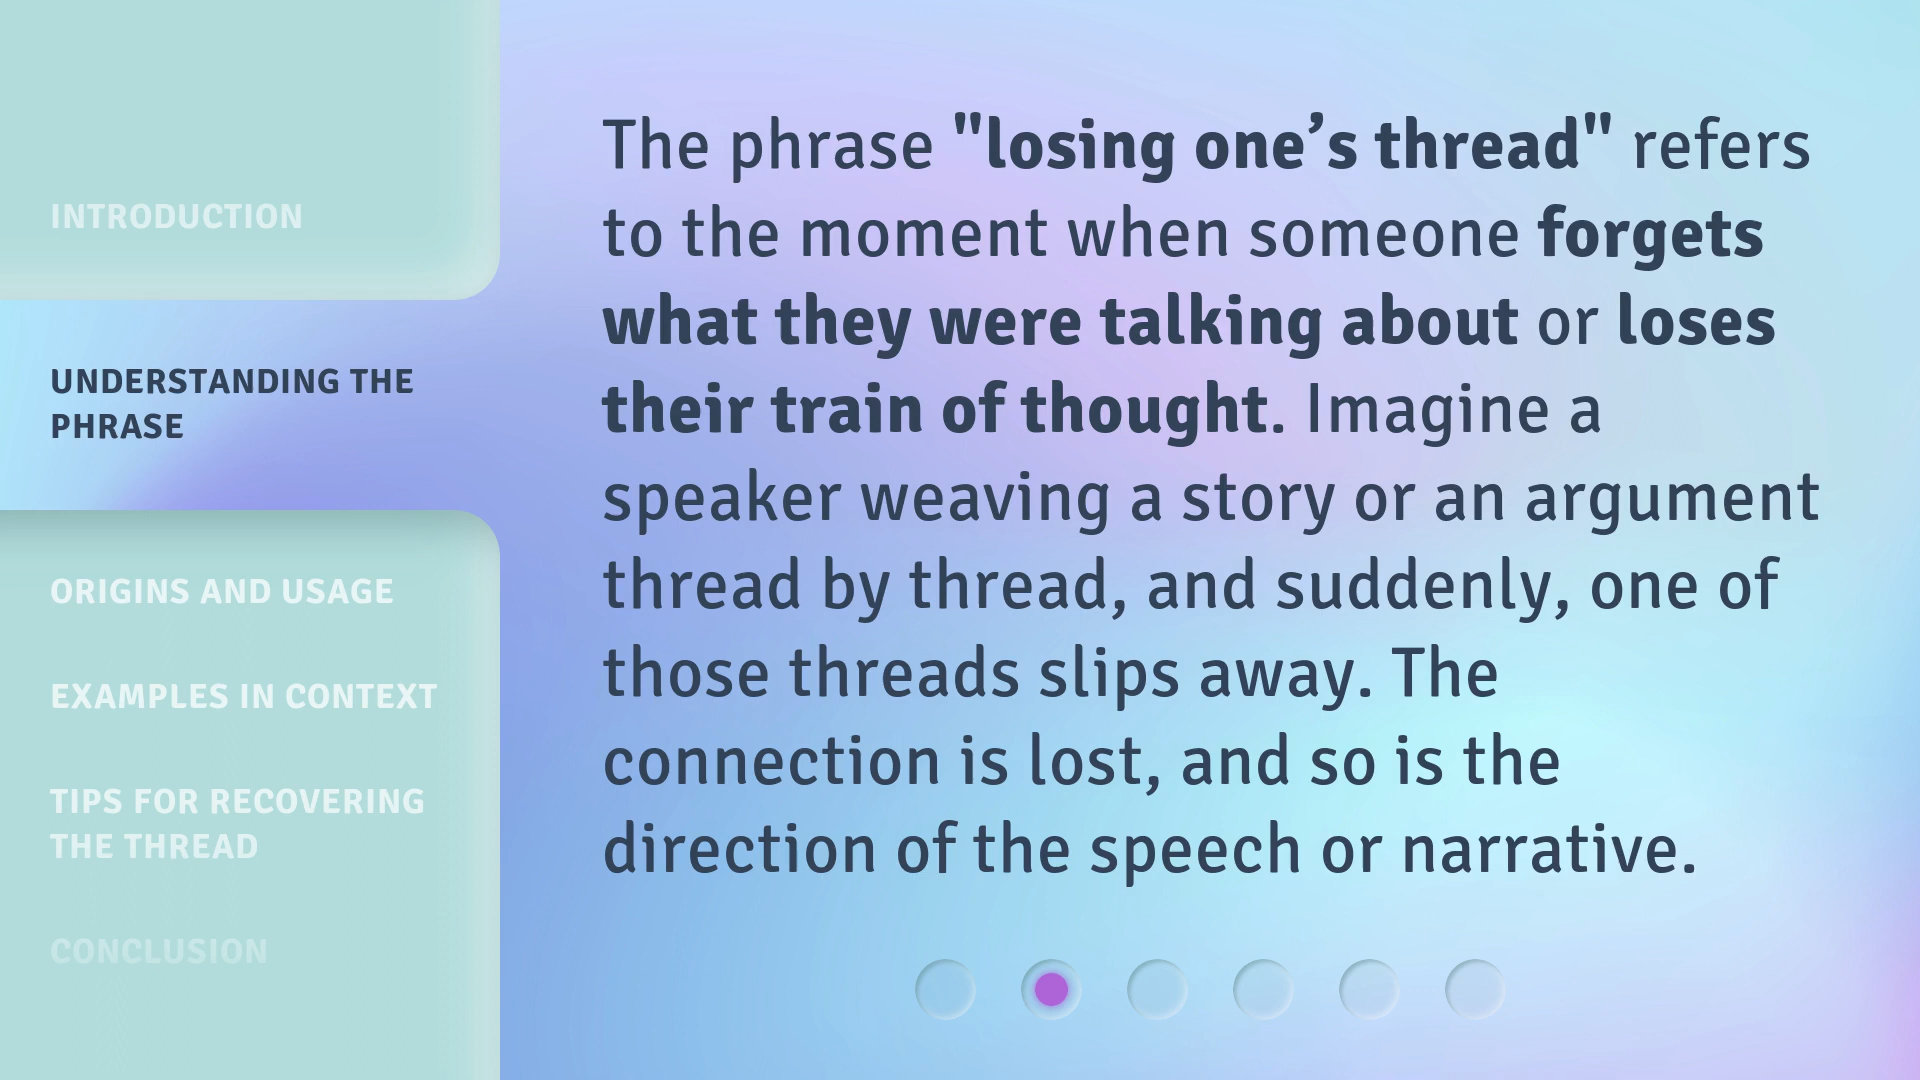 INTRODUCTION
UNDERSTANDING THE
PHRASE
ORIGINS AND USAGE
EXAMPLES IN CONTEXT
TIPS FOR RECOVERING
THE THREAD
CONCLUSION
The phrase "losing one’s thread" refers
to the moment when someone forgets
what they were talking about or loses
their train of thought. Imagine a
speaker weaving a story or an argument
thread by thread, and suddenly, one of
those threads slips away. The
connection is lost, and so is the
direction of the speech or narrative.